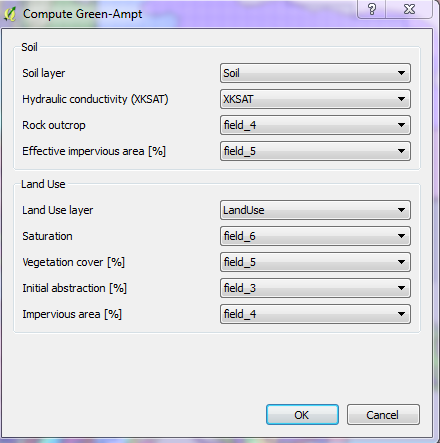 Compute Green-Ampt
Soil
Soil layer Soil
Hydraulic conductivity (XKSAT) XKSAT
Rock outcrop field_4
Effective impervious area [%] field_5
Land Use
Land Use layer LandUse
Saturation field_6
Vegetation cover [%] field_5
Initial abstraction [%] field_3
Impervious area [%] field_4
OK Cancel